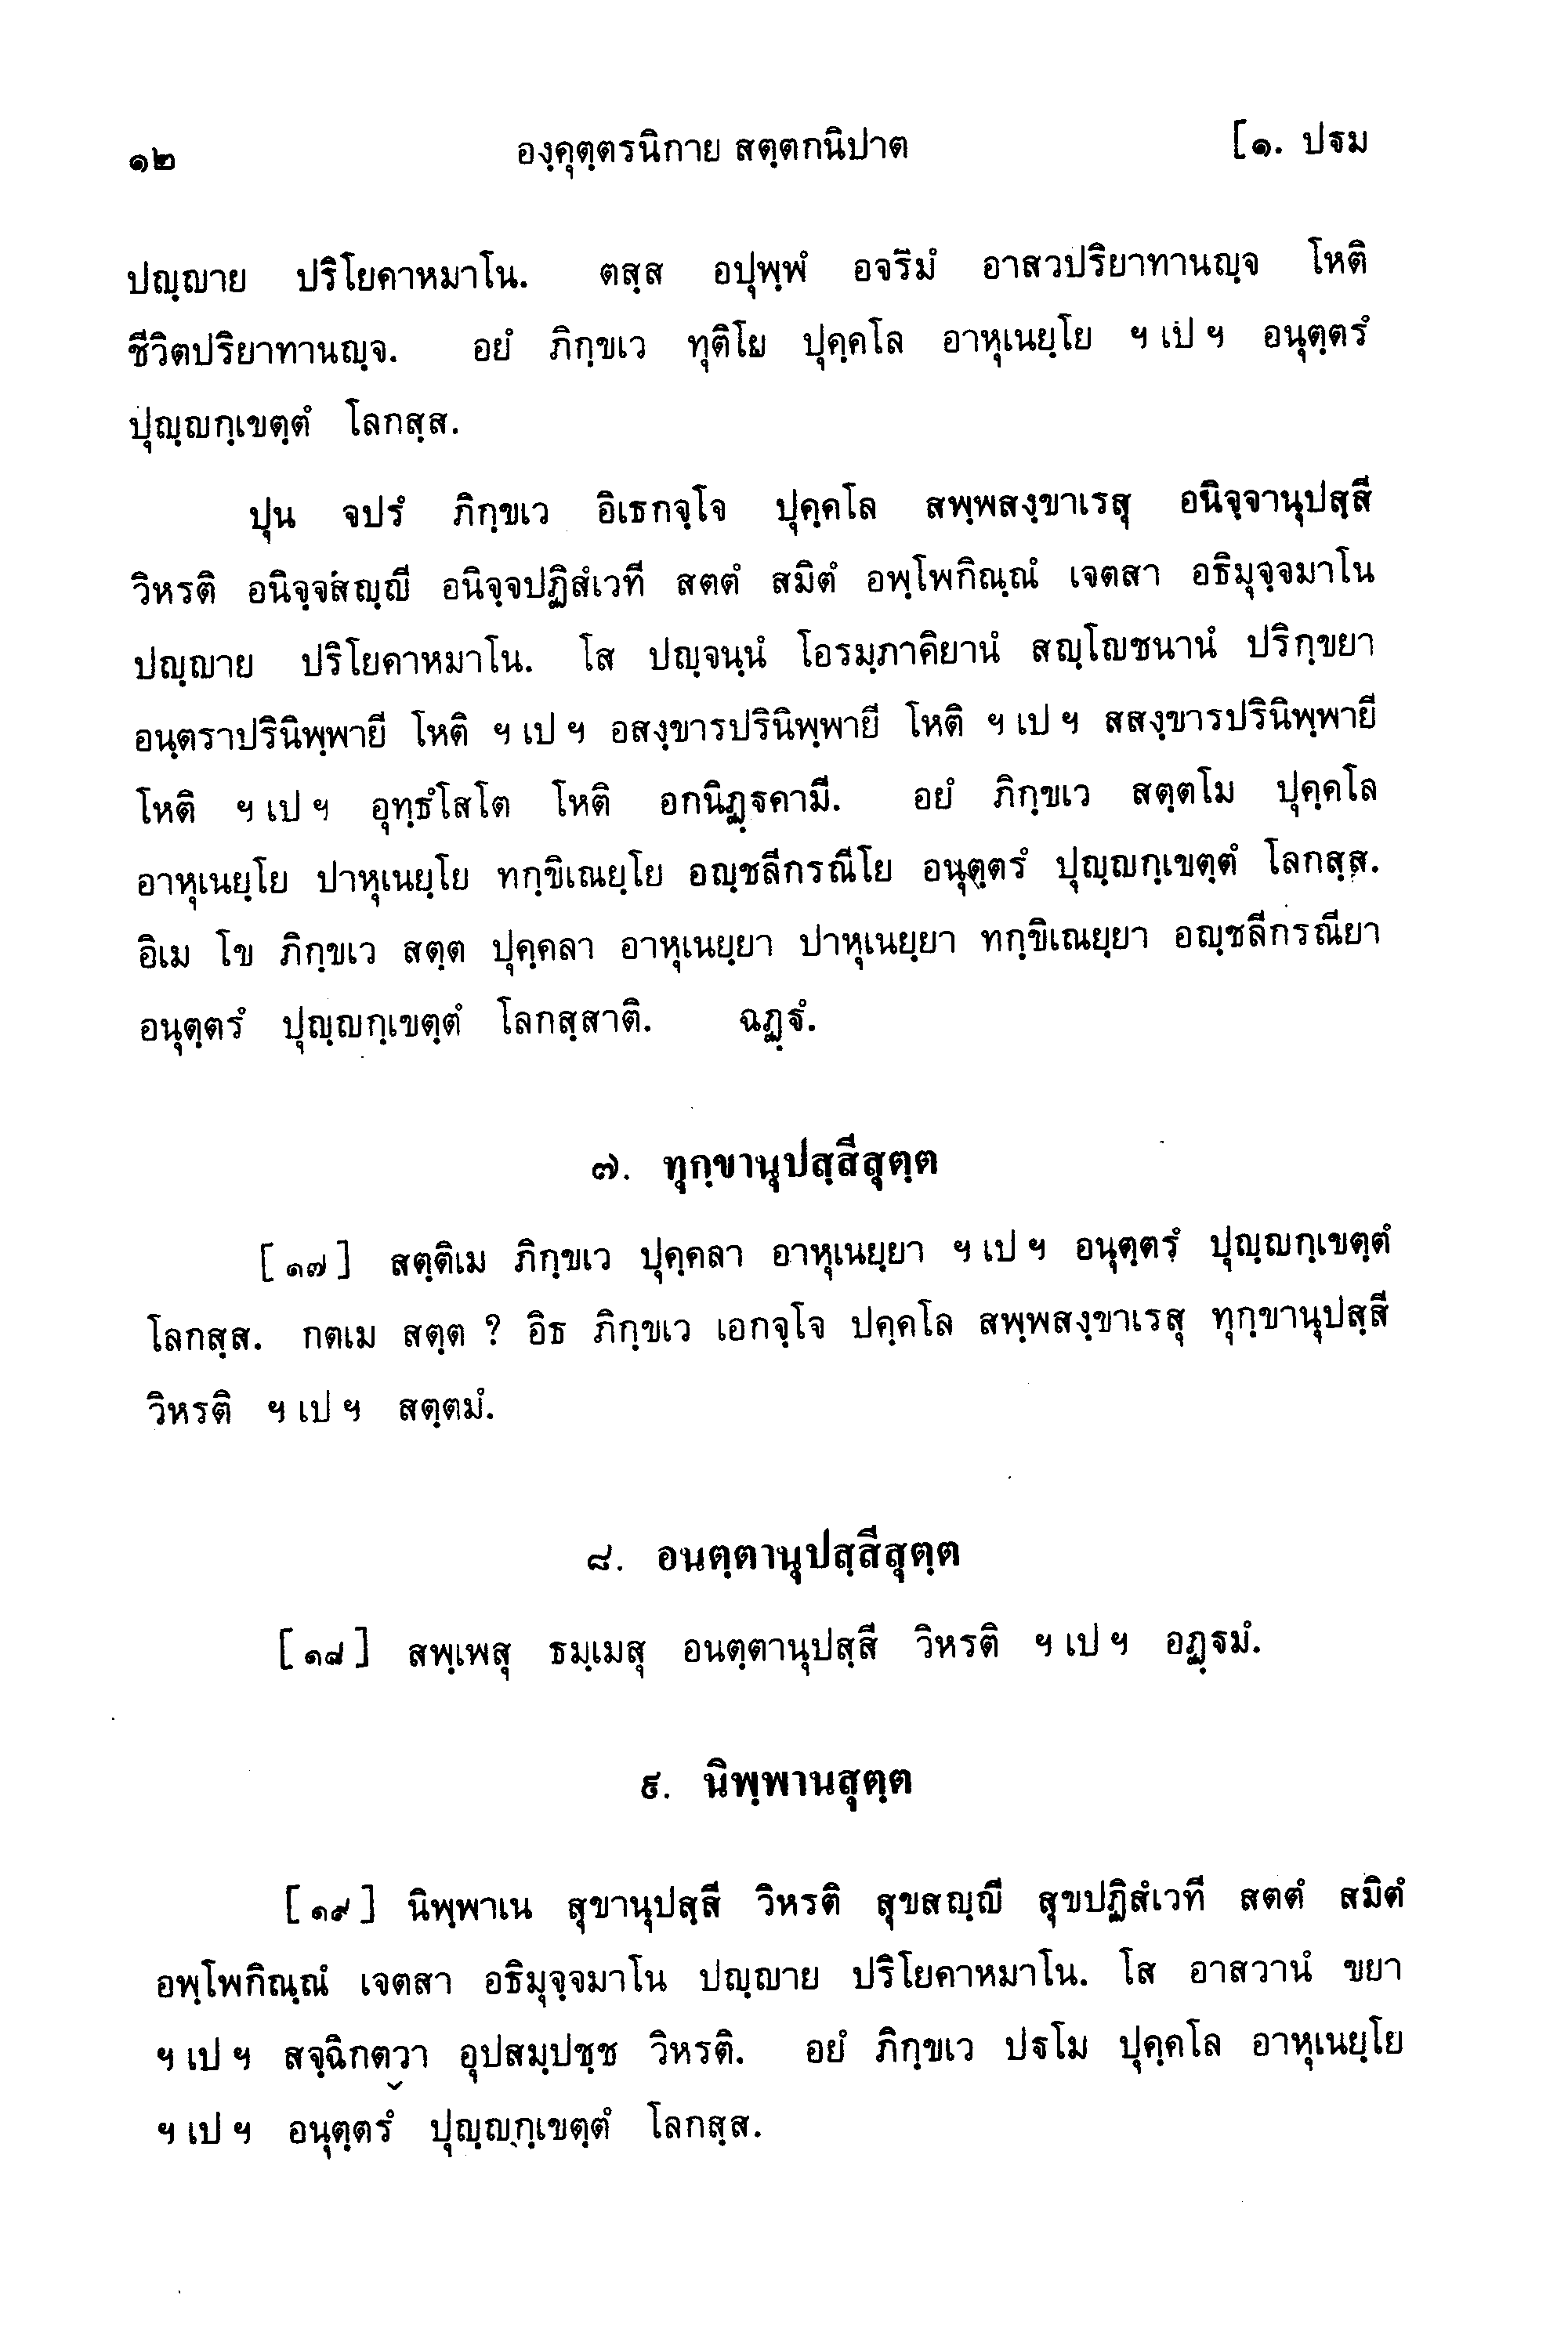 ๑๒ องฺคุตฺตรนิกาย สตฺตกนิปาต [๑. ปฐม
ปญฺญาย ปริโยคาหมาโน. ตสฺส อปุพฺพํ อจริมํ อาสวปริยาทานญฺจ โหติ
ชีวิตปริยาทานญฺจ. อยํ ภิกฺขเว ทุติโย ปุคฺคโล อาหุเนยฺโย ฯ เป ฯ อนุตฺตรํ
ปุญฺญกฺเขตฺตํ โลกสฺส.
ปุน จปรํ ภิกฺขเว อิเธกจฺโจ ปุคฺคโล สพฺพสงฺขาเรสุ อนิจฺจานุปสฺสี
วิหรติ อนิจฺจสญฺญี อนิจฺจปฏิสํเวที สตตํ สมิตํ อพฺโพกิณฺณํ เจตสา อธิมุจฺจมาโน
ปญฺญาย ปริโยคาหมาโน. โส ปญฺจนฺนํ โอรมฺภาคิยานํ สญฺโญชนานํ ปริกฺขยา
อนฺตราปรินิพฺพายี โหติ ฯ เป ฯ อสงฺขารปรินิพฺพายี โหติ ฯ เป ฯ สสงฺขารปรินิพฺพายี
โหติ ฯ เป ฯ อุทฺธํโสโต โหติ อกนิฏฺฐคามี. อยํ ภิกฺขเว สตฺตโม ปุคฺคโล
อาหุเนยฺโย ปาหุเนยฺโย ทกฺขิเณยฺโย อญฺชลีกรณีโย อนุตฺตรํ ปุญฺญกฺเขตฺตํ โลกสฺส.
อิเม โข ภิกฺขเว สตฺต ปุคฺคลา อาหุเนยฺยา ปาหุเนยฺยา ทกฺขิเณยฺยา อญฺชลีกรณียา
อนุตฺตรํ ปุญฺญกฺเขตฺตํ โลกสฺสาติ. ฉฏฺฐํ.
๗. ทุกฺขานุปสฺสีสุตฺต
[๑๗] สตฺติเม ภิกฺขเว ปุคฺคลา อาหุเนยฺยา ฯ เป ฯ อนุตฺตรํ ปุญฺญกฺเขตฺตํ
โลกสฺส. กตเม สตฺต ? อิธ ภิกฺขเว เอกจฺโจ ปคฺคโล สพฺพสงฺขาเรสุ ทุกฺขานุปสฺสี
วิหรติ ฯ เป ฯ สตฺตมํ.
๘. อนตฺตานุปสฺสีสุตฺต
[๑๘] สพฺเพสุ ธมฺเมสุ อนตฺตานุปสฺสี วิหรติ ฯ เป ฯ อฏฺฐมํ.
๙. นิพฺพานสุตฺต
[๑๙] นิพฺพาเน สุขานุปสฺสี วิหรติ สุขสญฺญี สุขปฏิสํเวที สตตํ สมิตํ
อพฺโพกิณฺณํ เจตสา อธิมุจฺจมาโน ปญฺญาย ปริโยคาหมาโน. โส อาสวานํ ขยา
ฯ เป ฯ สจฺฉิกตฺวา อุปสมฺปชฺช วิหรติ. อยํ ภิกฺขเว ปฐโม ปุคฺคโล อาหุเนยฺโย
ฯ เป ฯ อนุตฺตรํ ปุญฺญกฺเขตฺตํ โลกสฺส.